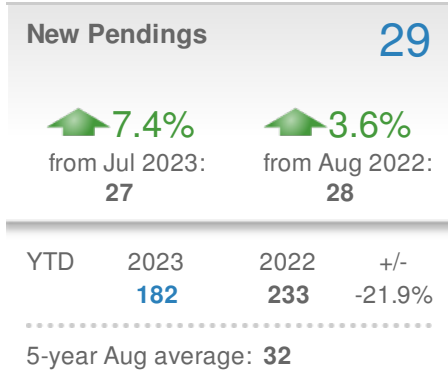 New Pendings 29
7.4% 3.6%
from Jul 2023: from Aug 2022:
27 28
YTD 2023 2022 +/-
182 233 -21.9%
5-year Aug average: 32